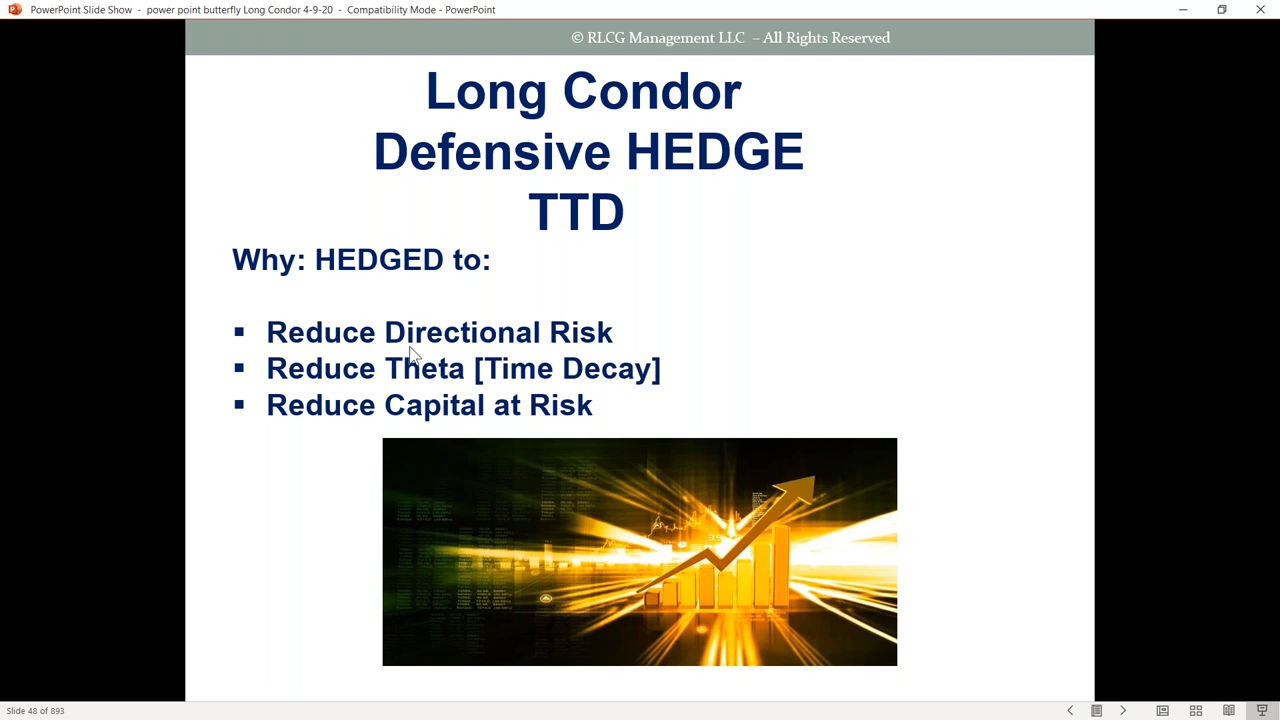 PowerPoint Slide Show - power point butterfly Long Condor 4-9-20 - Compatibility Mode - PowerPoint
© RLCG Management LLC – All Rights Reserved
Long Condor
Defensive HEDGE
TTD
Why: HEDGED to:
▪ Reduce Directional Risk
▪ Reduce Theta [Time Decay]
▪ Reduce Capital at Risk
Slide 48 of 893